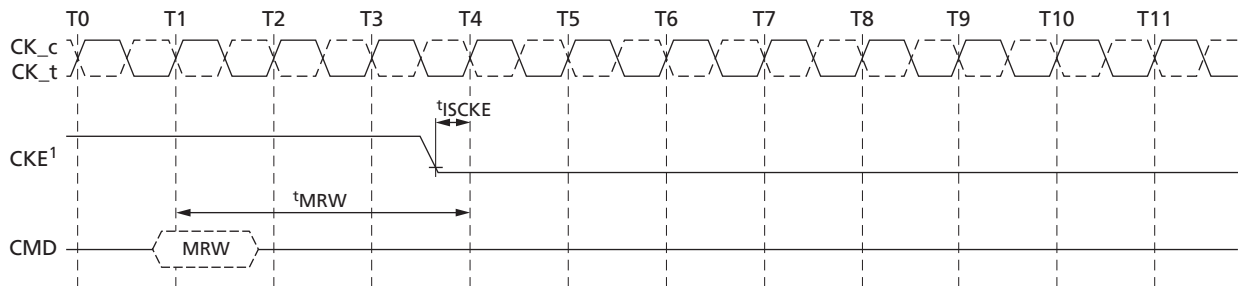 T0 T1 T2 T3 T4 T5 T6 T7 T8 T9 T10 T11
CK_c
CK_t
tISCKE
CKE1
tMRW
CMD MRW